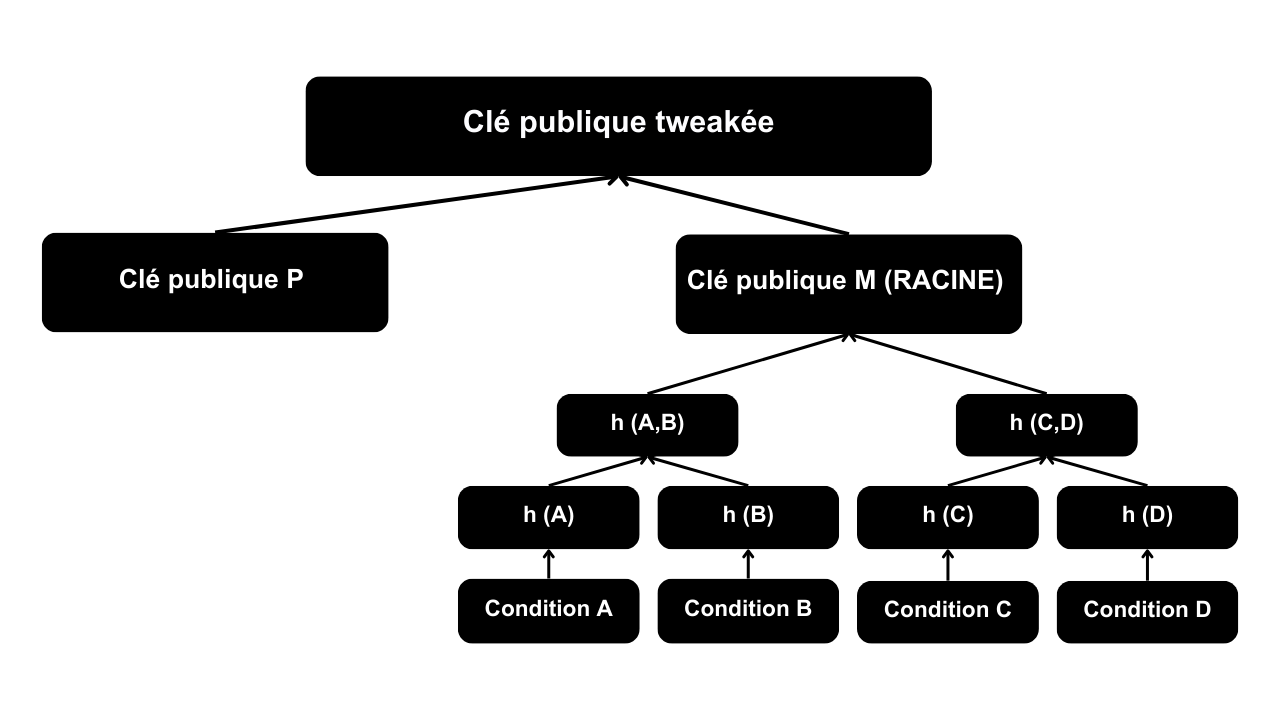 Clé publique tweakée
Clé publique P
Clé publique M (RACINE)
h (A,B)
h (C,D)
h (A)
h (B)
h (C)
h (D)
Condition A
Condition B
Condition C
Condition D